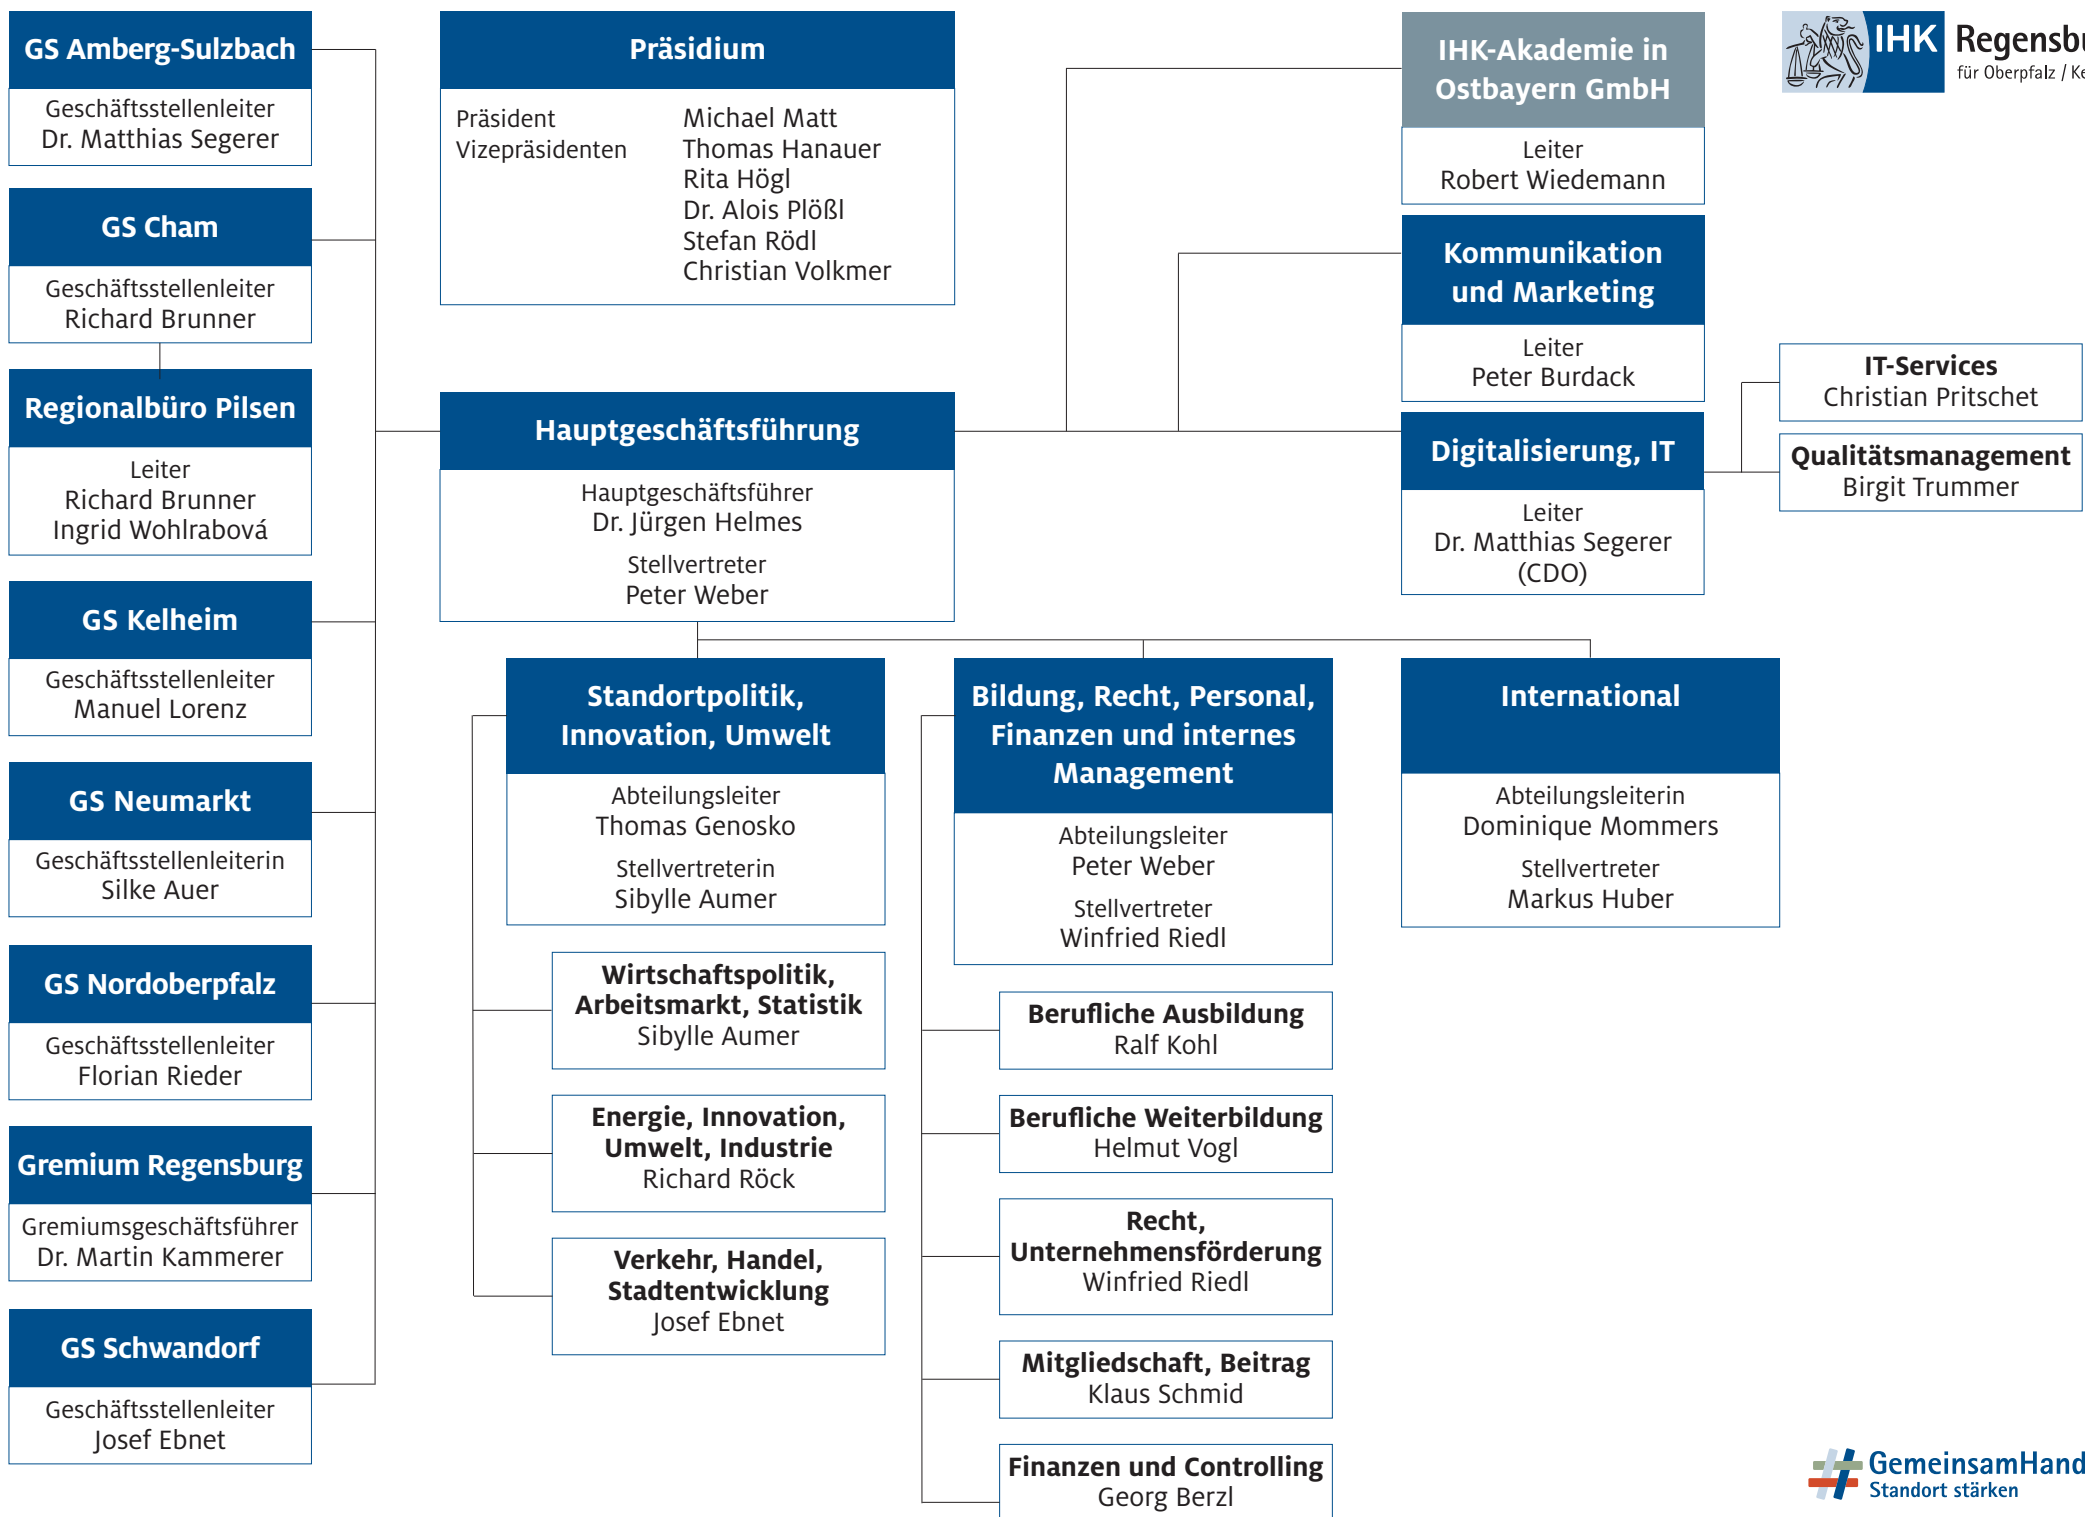 GS Amberg-Sulzbach
Geschäftsstellenleiter
Dr. Matthias Segerer
GS Cham
Geschäftsstellenleiter
Richard Brunner
Regionalbüro Pilsen
Leiter
Richard Brunner
Ingrid Wohlrabová
GS Kelheim
Geschäftsstellenleiter
Manuel Lorenz
GS Neumarkt
Geschäftsstellenleiterin
Silke Auer
GS Nordoberpfalz
Geschäftsstellenleiter
Florian Rieder
Gremium Regensburg
Gremiumsgeschäftsführer
Dr. Martin Kammerer
GS Schwandorf
Geschäftsstellenleiter
Josef Ebnet
Präsidium
Präsident Michael Matt
Vizepräsidenten Thomas Hanauer
Rita Högl
Dr. Alois Plößl
Stefan Rödl
Christian Volkmer
Hauptgeschäftsführung
Hauptgeschäftsführer
Dr. Jürgen Helmes
Stellvertreter
Peter Weber
IHK-Akademie in
Ostbayern GmbH
Leiter
Robert Wiedemann
Kommunikation
und Marketing
Leiter
Peter Burdack
Digitalisierung, IT
Leiter
Dr. Matthias Segerer
(CDO)
IT-Services
Christian Pritschet
Qualitätsmanagement
Birgit Trummer
Standortpolitik,
Innovation, Umwelt
Abteilungsleiter
Thomas Genosko
Stellvertreterin
Sibylle Aumer
Wirtschaftspolitik,
Arbeitsmarkt, Statistik
Sibylle Aumer
Energie, Innovation,
Umwelt, Industrie
Richard Röck
Verkehr, Handel,
Stadtentwicklung
Josef Ebnet
Bildung, Recht, Personal,
Finanzen und internes
Management
Abteilungsleiter
Peter Weber
Stellvertreter
Winfried Riedl
Berufliche Ausbildung
Ralf Kohl
Berufliche Weiterbildung
Helmut Vogl
Recht,
Unternehmensförderung
Winfried Riedl
Mitgliedschaft, Beitrag
Klaus Schmid
Finanzen und Controlling
Georg Berzl
International
Abteilungsleiterin
Dominique Mommers
Stellvertreter
Markus Huber
IHK Regensbu
für Oberpfalz / Ke
#GemeinsamHand
Standort stärken